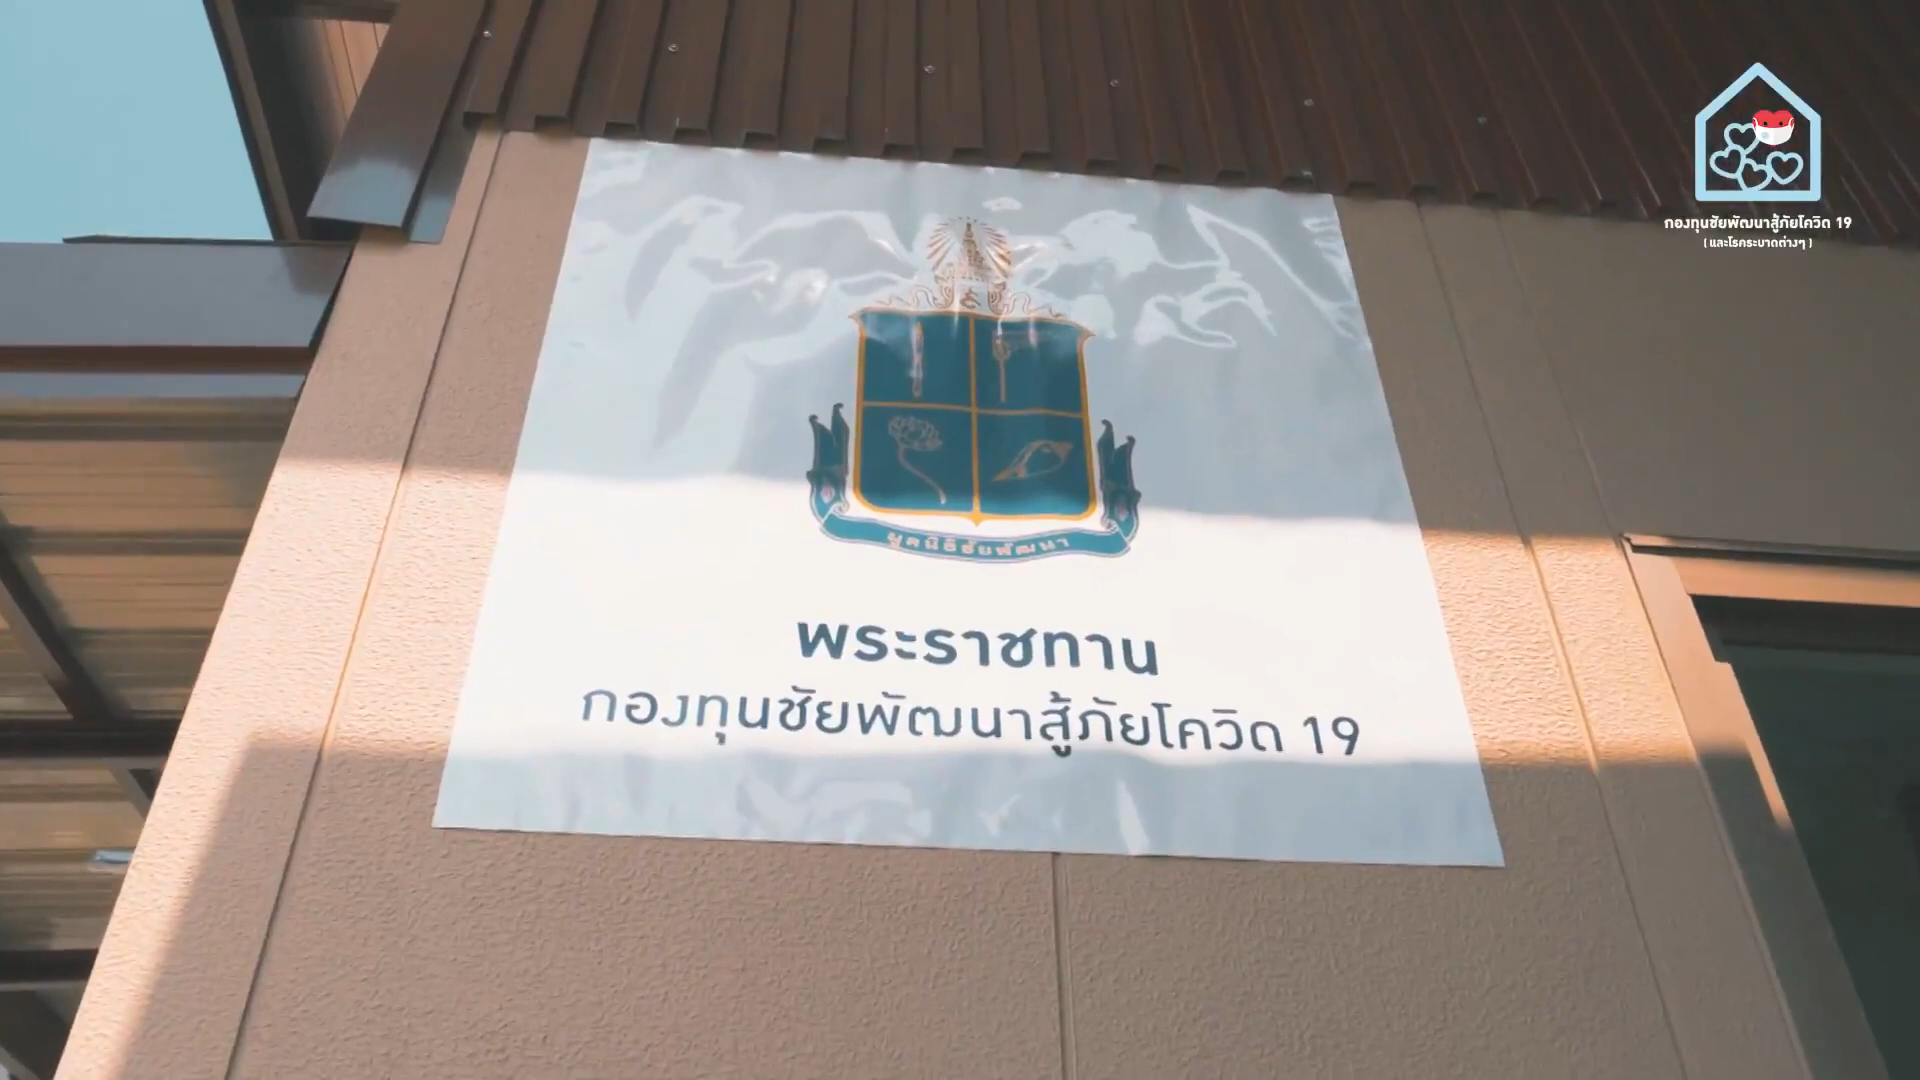 กองทุนชัยพัฒนาสู้ภัยโควิด 19
(และโรคระบาดต่างๆ)
มูลนิธิชัยพัฒนา
พระราชทาน
กองทุนชัยพัฒนาสู้ภัยโควิด 19